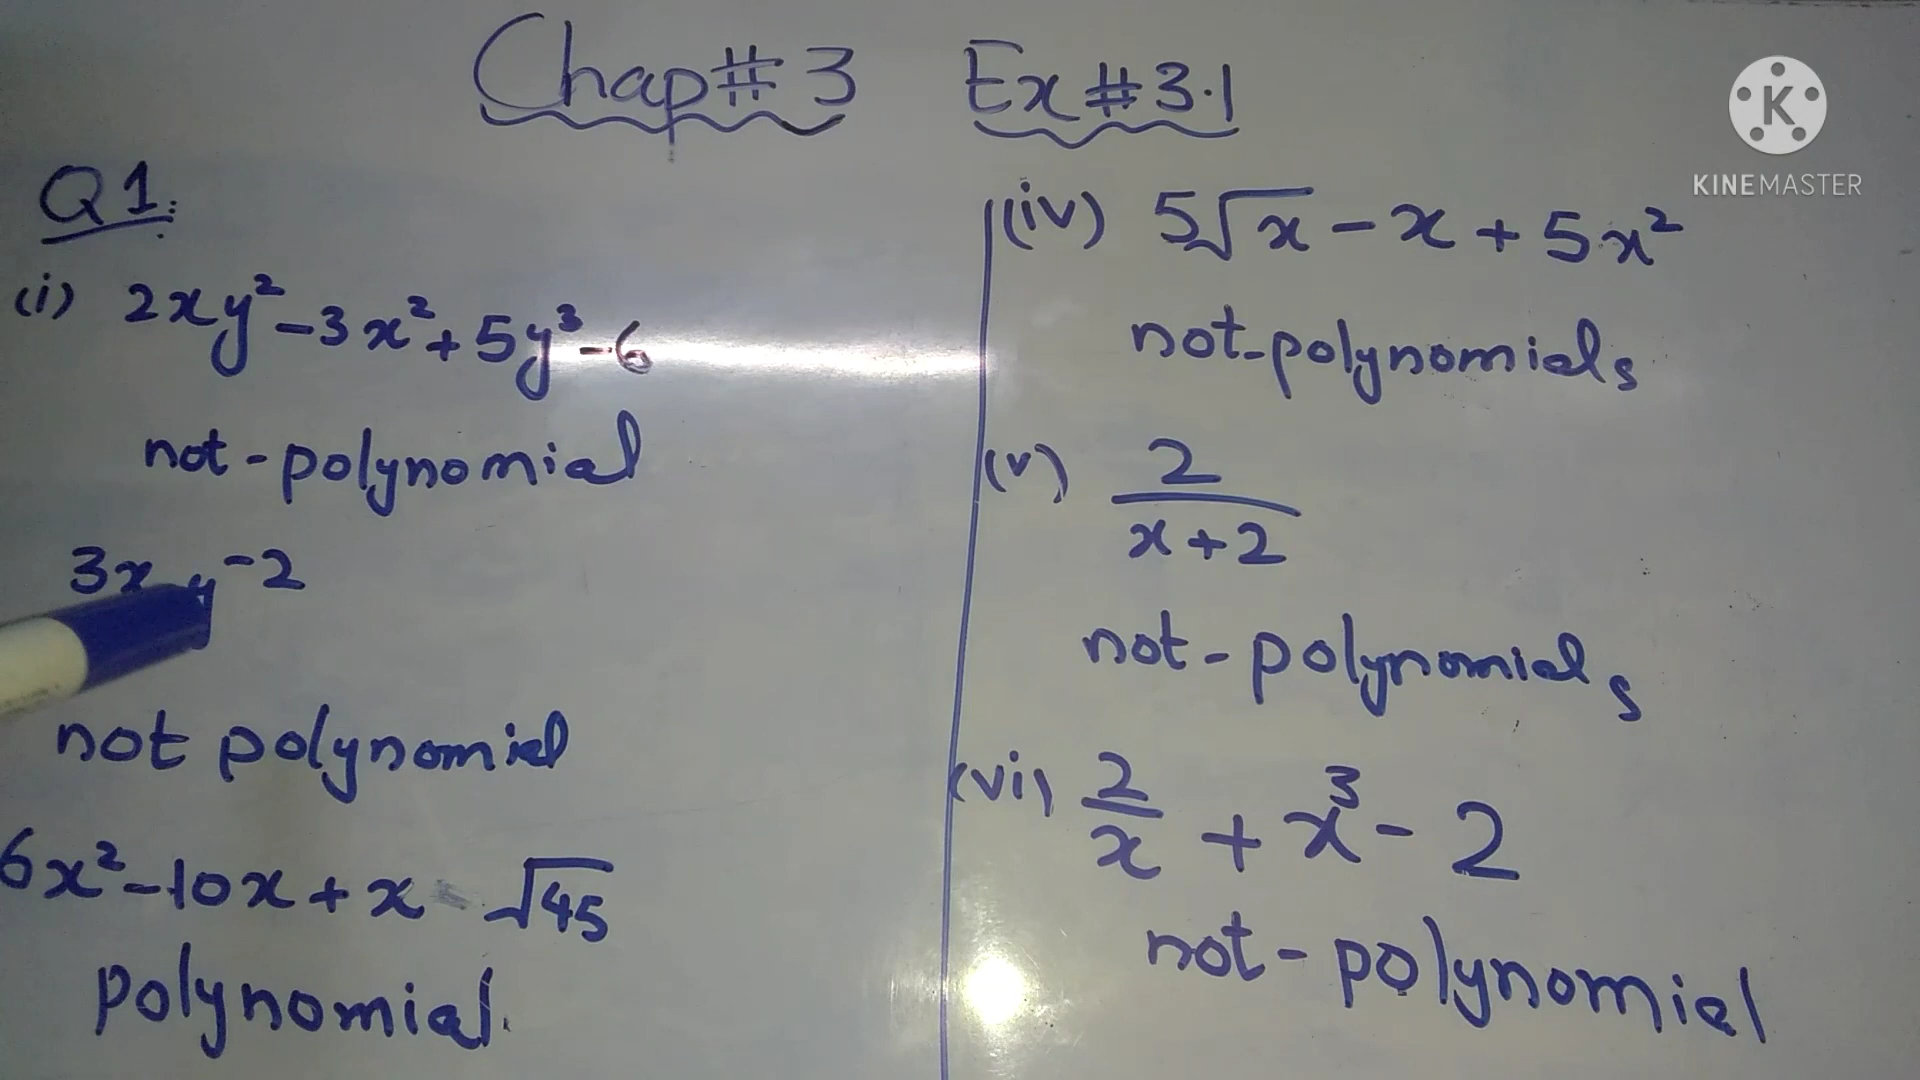 Chap# 3 Ex # 3.1
KINEMASTER
Q 1:
(i) 2xy² - 3x² + 5y³ - 6
not - polynomial
3x y⁻²
not polynomial
6x² - 10x + x √45
polynomial.
(iv) 5√x - x + 5x²
not - polynomials
(v) 2
x + 2
not - polynomials
(vi) 2/x + x³ - 2
not - polynomial